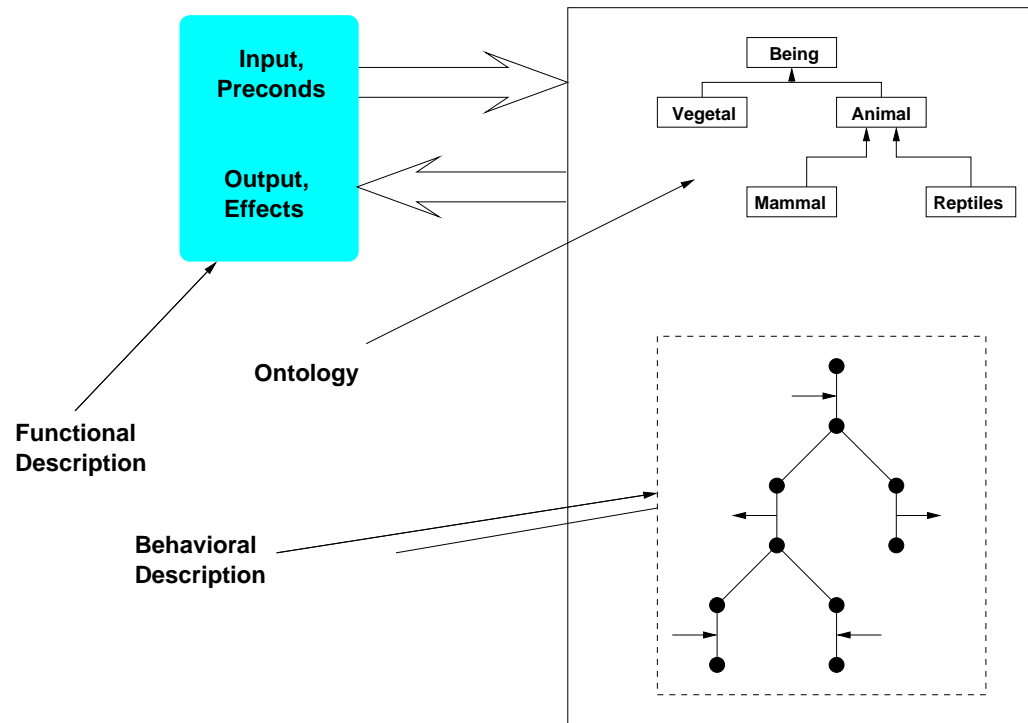 Input,
Preconds
Output,
Effects
Being
Vegetal
Animal
Mammal
Reptiles
Ontology
Functional
Description
Behavioral
Description